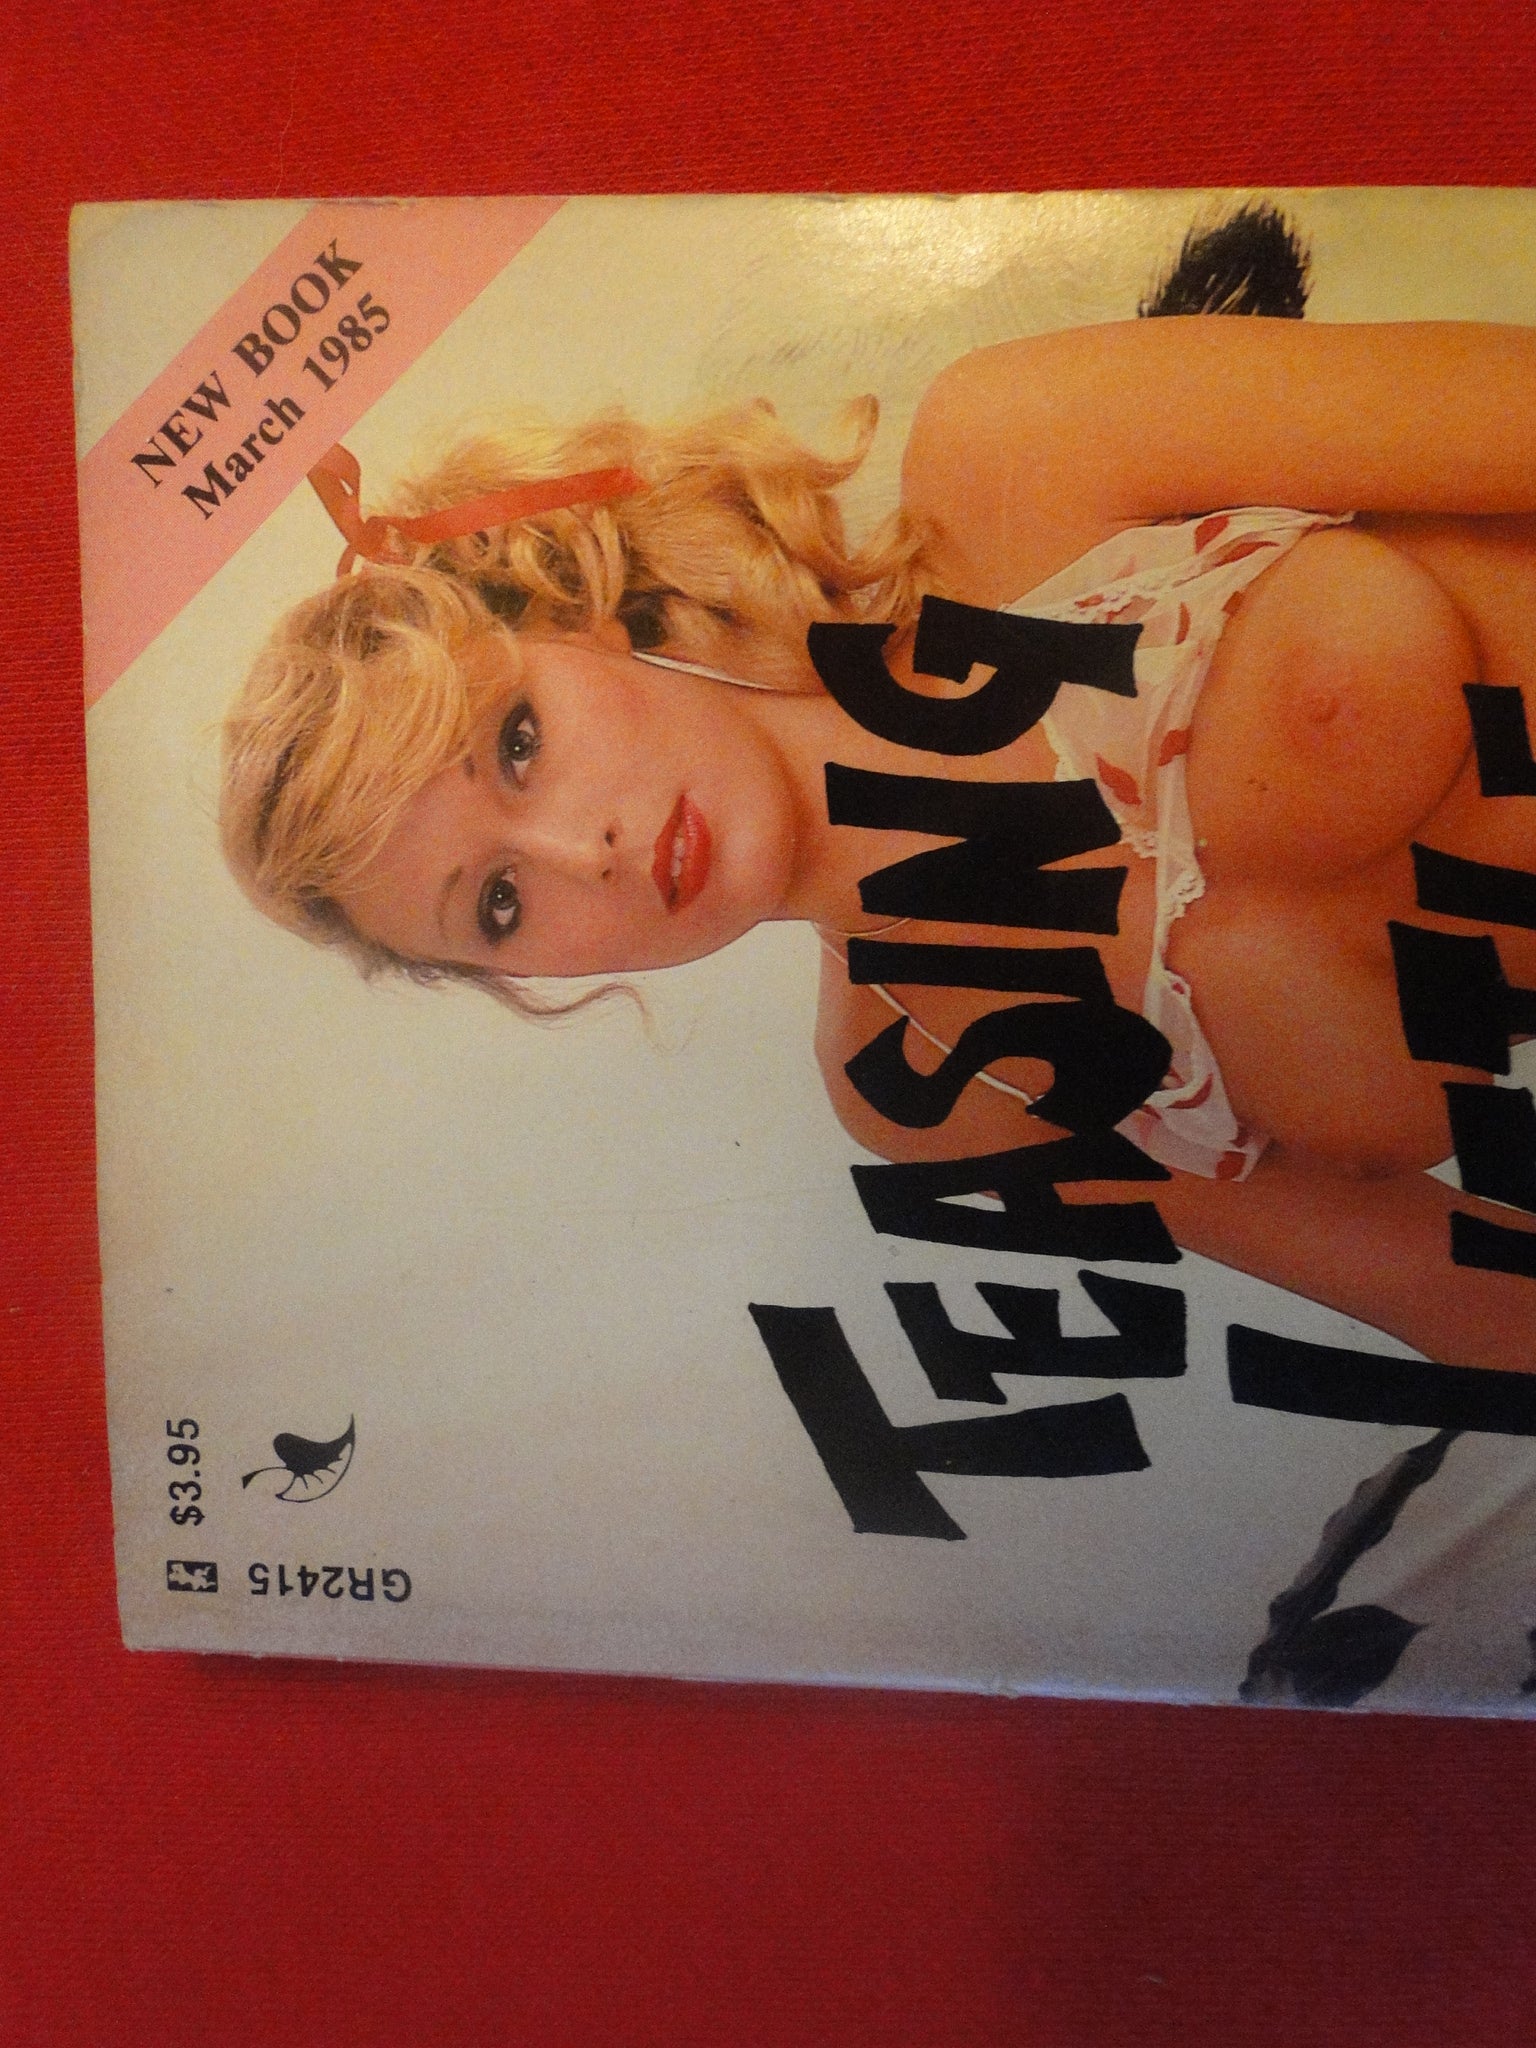 NEW BOOK
March 1985
$3.95
GR2415
TEASING